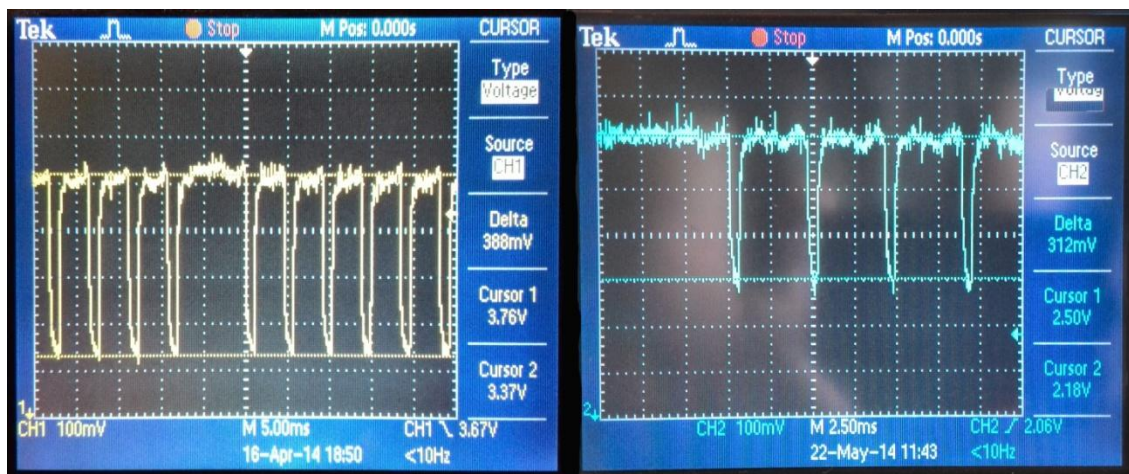 Tek Stop M Pos: 0.000s CURSOR
Type
Voltage
Source
CH1
Delta
388mV
Cursor 1
3.76V
Cursor 2
3.37V
1
CH1 100mV M 5.00ms CH1 3.67V
16-Apr-14 18:50 <10Hz
Tek Stop M Pos: 0.000s CURSOR
Type
Voltage
Source
CH2
Delta
312mV
Cursor 1
2.50V
Cursor 2
2.18V
2
CH2 100mV M 2.50ms CH2 2.06V
22-May-14 11:43 <10Hz